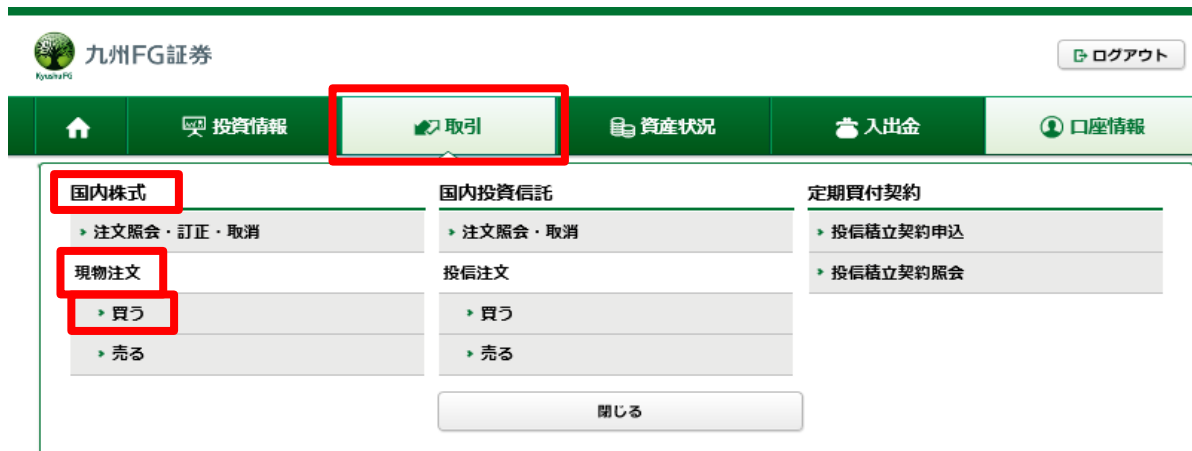 九州FG証券
KyushuFG
ログアウト
投資情報
取引
資産状況
入出金
口座情報
国内株式
注文照会・訂正・取消
現物注文
買う
売る
国内投資信託
注文照会・取消
投信注文
買う
売る
定期買付契約
投信積立契約申込
投信積立契約照会
閉じる